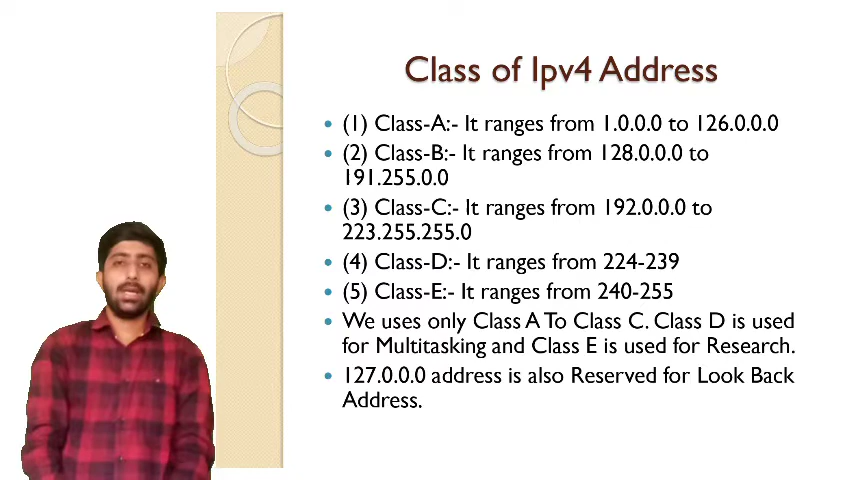 Class of Ipv4 Address
(1) Class-A:- It ranges from 1.0.0.0 to 126.0.0.0
(2) Class-B:- It ranges from 128.0.0.0 to
191.255.0.0
(3) Class-C:- It ranges from 192.0.0.0 to
223.255.255.0
(4) Class-D:- It ranges from 224-239
(5) Class-E:- It ranges from 240-255
We uses only Class A To Class C. Class D is used
for Multitasking and Class E is used for Research.
127.0.0.0 address is also Reserved for Look Back
Address.